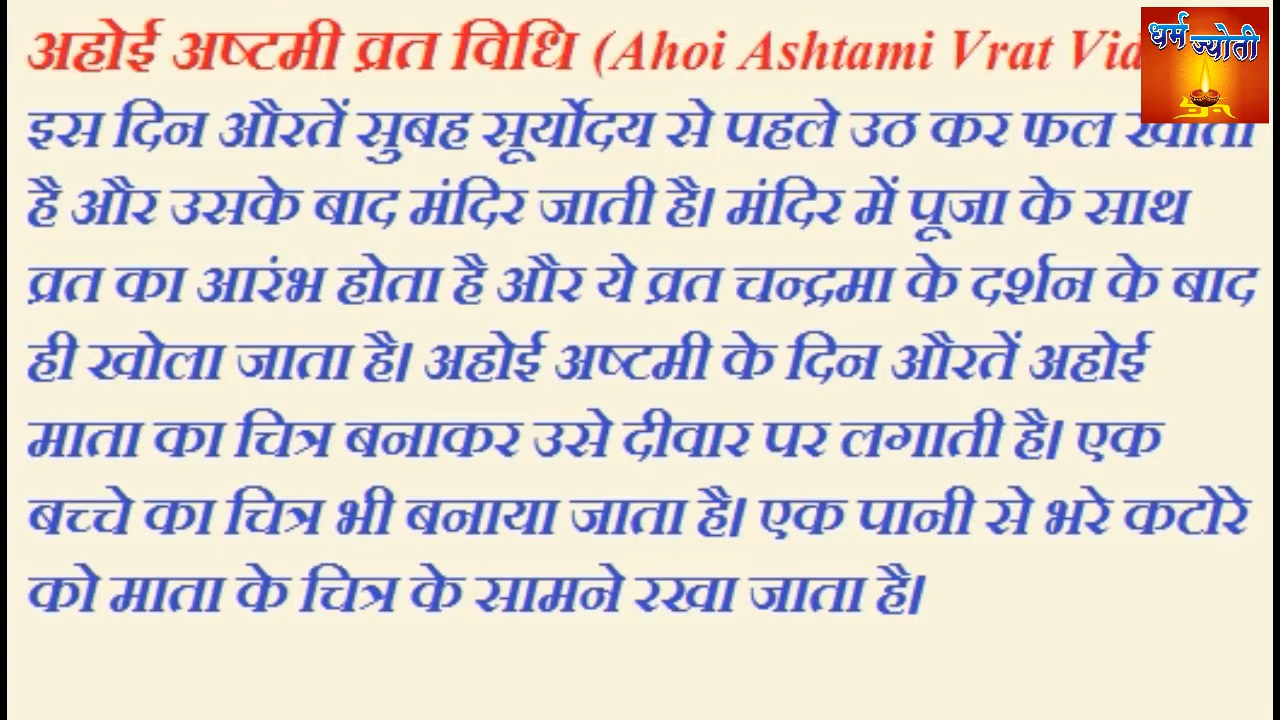 अहोई अष्टमी व्रत विधि (Ahoi Ashtami Vrat
धर्म ज्योती
इस दिन औरतें सुबह सूर्योदय से पहले उठ कर फल खाती
है और उसके बाद मंदिर जाती है। मंदिर में पूजा के साथ
व्रत का आरंभ होता है और ये व्रत चन्द्रमा के दर्शन के बाद
ही खोला जाता है। अहोई अष्टमी के दिन औरतें अहोई
माता का चित्र बनाकर उसे दीवार पर लगाती है। एक
बच्चे का चित्र भी बनाया जाता है। एक पानी से भरे कटोरे
को माता के चित्र के सामने रखा जाता है।